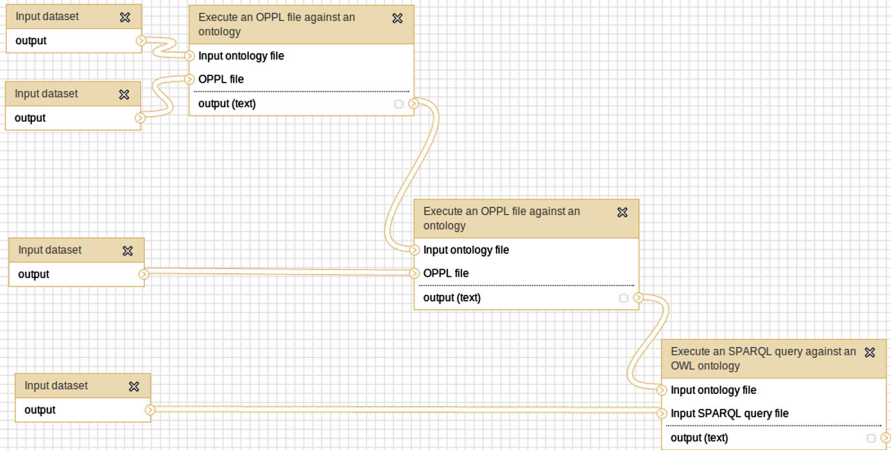 Input dataset
output
Execute an OPPL file against an
ontology
Input ontology file
OPPL file
output (text)
Input dataset
output
Execute an OPPL file against an
ontology
Input ontology file
OPPL file
output (text)
Input dataset
output
Execute an SPARQL query against an
OWL ontology
Input ontology file
Input SPARQL query file
output (text)
Input dataset
output